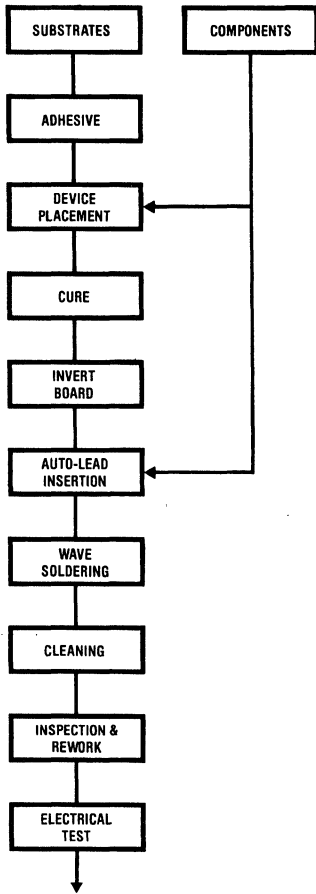 SUBSTRATES
COMPONENTS
ADHESIVE
DEVICE
PLACEMENT
CURE
INVERT
BOARD
AUTO-LEAD
INSERTION
WAVE
SOLDERING
CLEANING
INSPECTION &
REWORK
ELECTRICAL
TEST